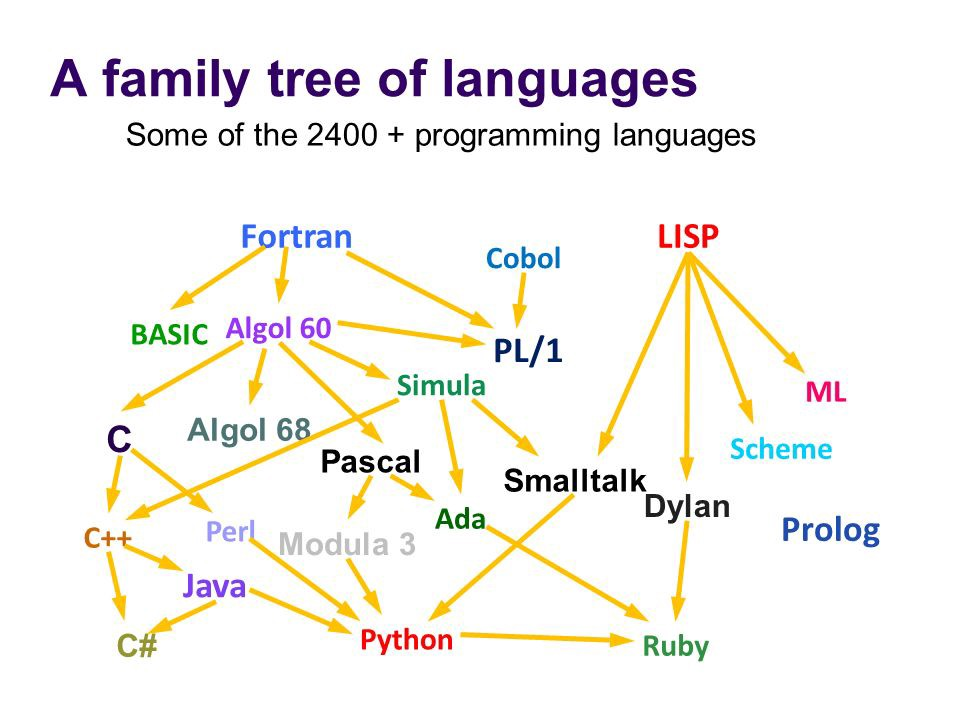 A family tree of languages
Some of the 2400 + programming languages
Fortran
LISP
Cobol
BASIC
Algol 60
PL/1
Simula
ML
C
Algol 68
Scheme
Pascal
Smalltalk
Dylan
Ada
Prolog
C++
Perl
Modula 3
Java
Python
C#
Ruby